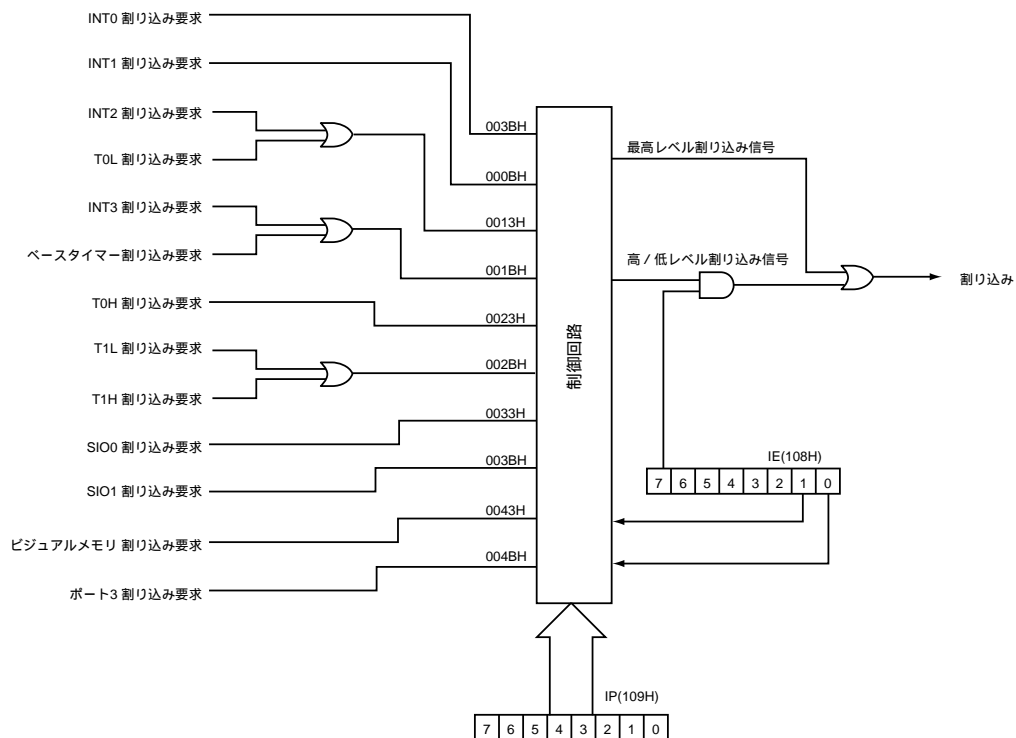 INT0 割り込み要求
INT1 割り込み要求
INT2 割り込み要求
T0L 割り込み要求
INT3 割り込み要求
ベースタイマー割り込み要求
T0H 割り込み要求
T1L 割り込み要求
T1H 割り込み要求
SIO0 割り込み要求
SIO1 割り込み要求
ビジュアルメモリ 割り込み要求
ポート3 割り込み要求
003BH
000BH
0013H
001BH
0023H
002BH
0033H
003BH
0043H
004BH
制御回路
最高レベル割り込み信号
高 / 低レベル割り込み信号
割り込み
IE(108H)
7 6 5 4 3 2 1 0
IP(109H)
7 6 5 4 3 2 1 0